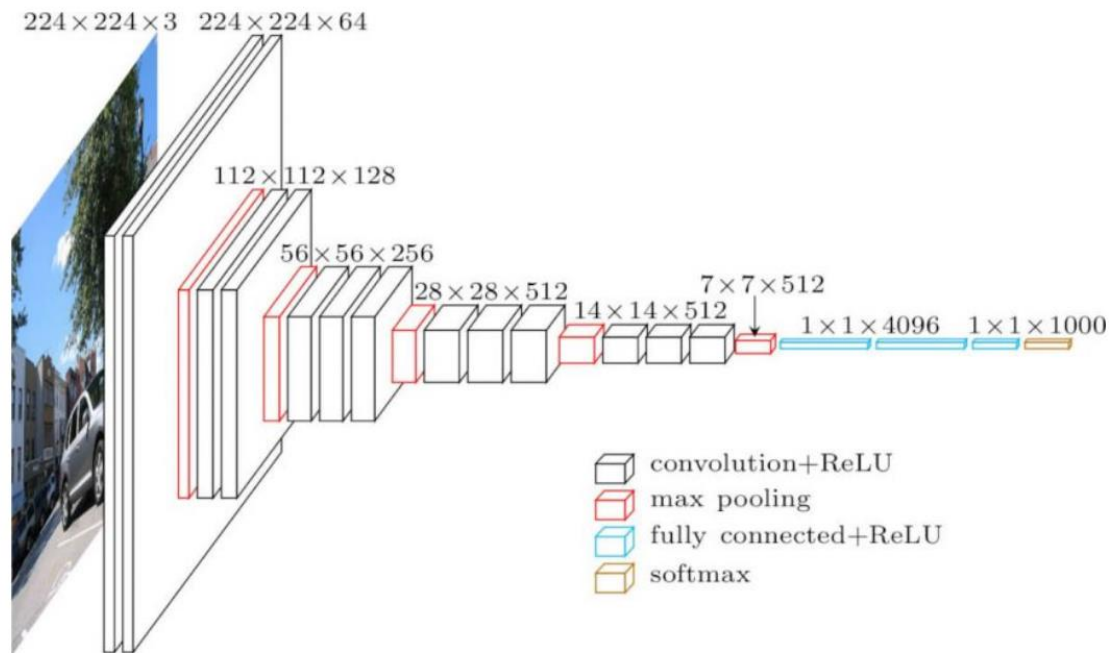 224×224×3
224×224×64
112×112×128
56×56×256
28×28×512
14×14×512
7×7×512
1×1×4096
1×1×1000
convolution+ReLU
max pooling
fully connected+ReLU
softmax